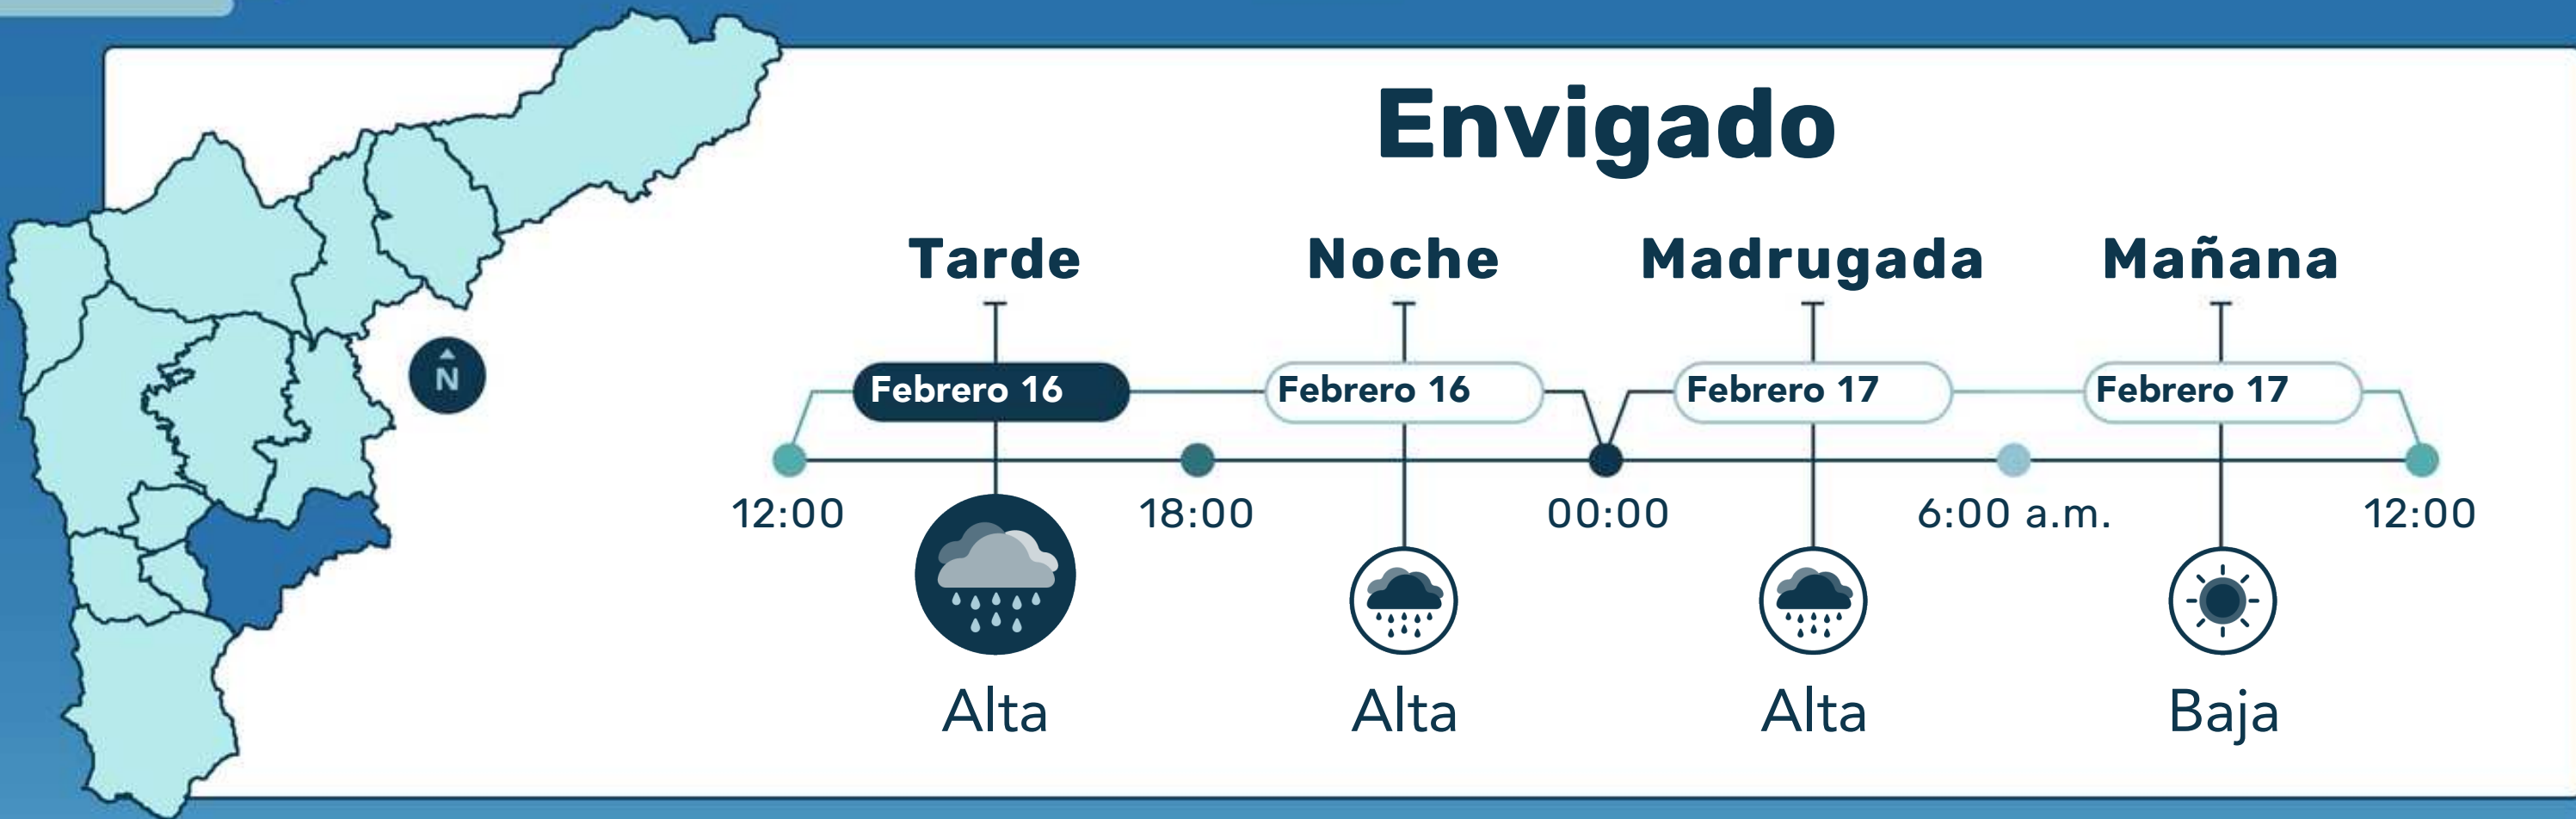 Envigado
Tarde
Noche
Madrugada
Mañana
Febrero 16
Febrero 16
Febrero 17
Febrero 17
N
12:00
18:00
00:00
6:00 a.m.
12:00
Alta
Alta
Alta
Baja